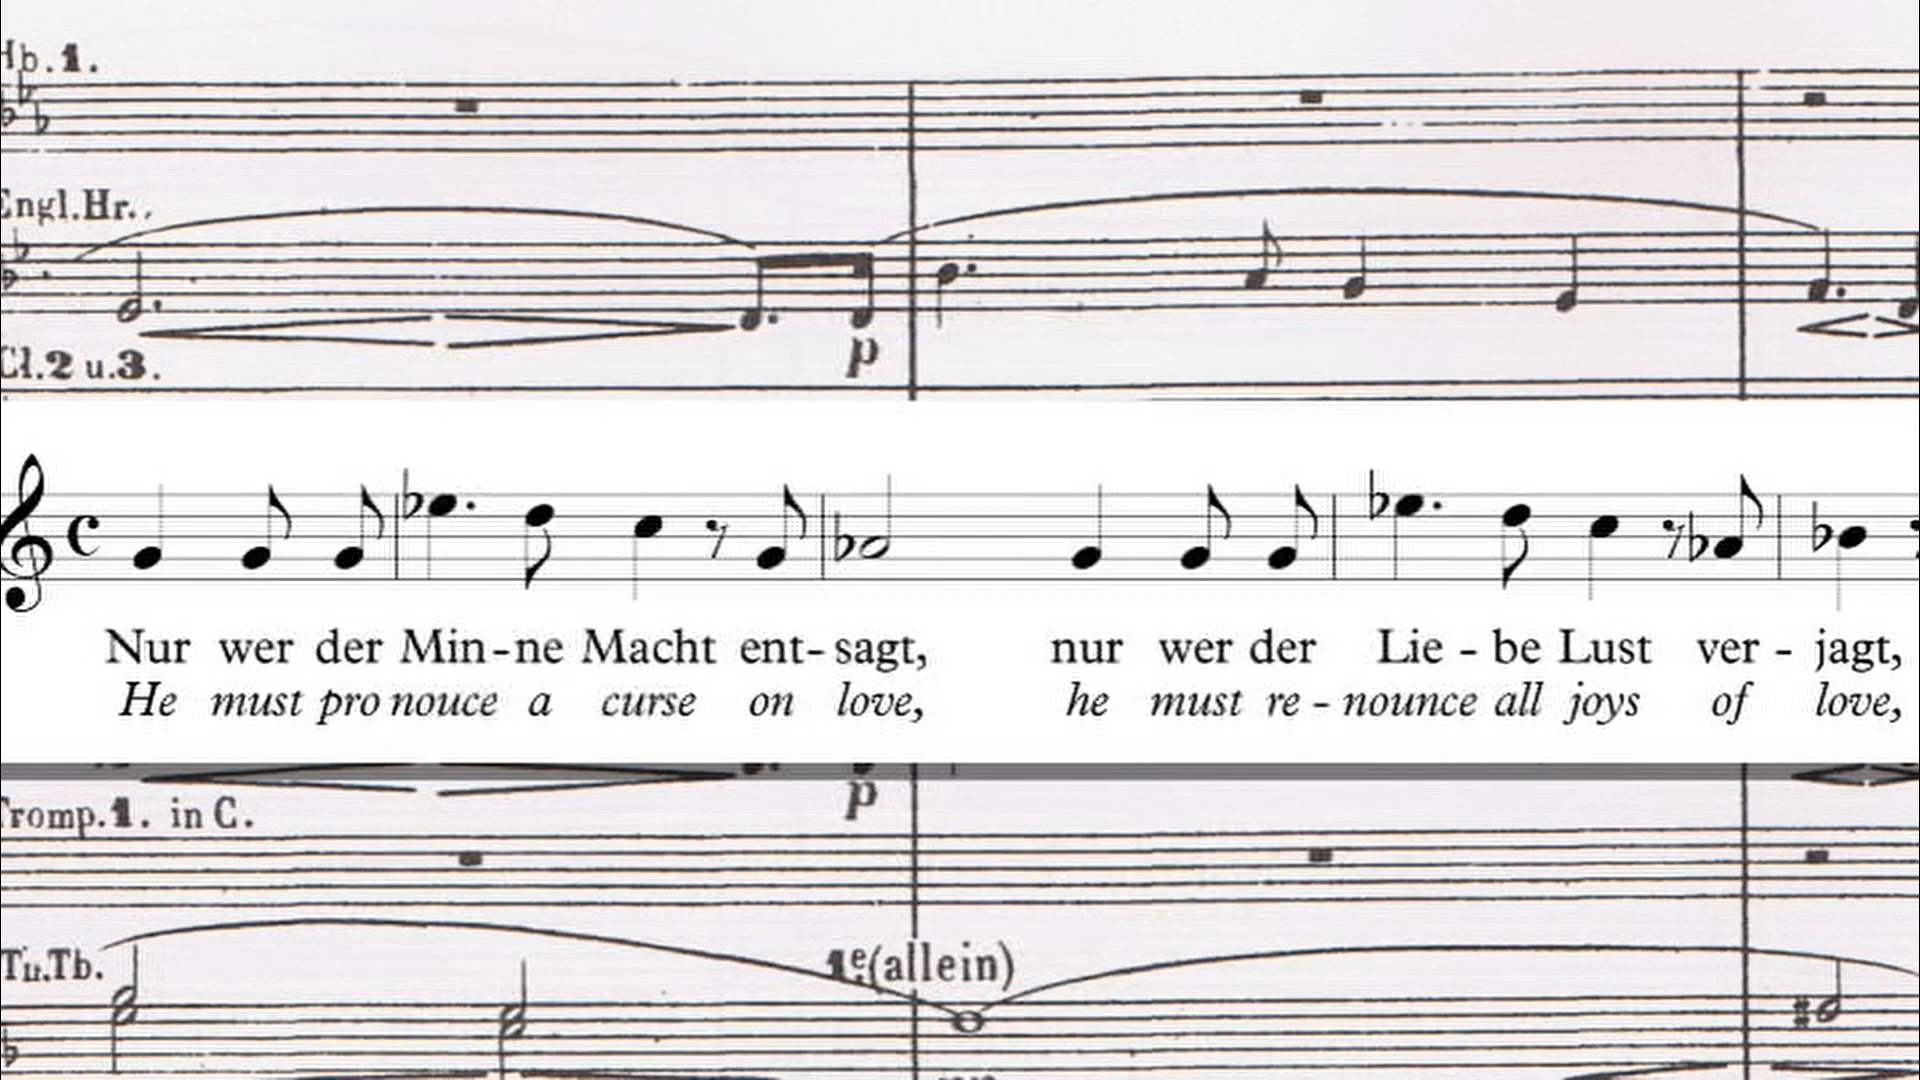 Hb.1.
Engl.Hr.
p
Cl.2 u.3.
Nur wer der Min-ne Macht ent-sagt, nur wer der Lie-be Lust ver-jagt,
He must pro nouce a curse on love, he must re-nounce all joys of love,
p
Tromp.1. in C.
1e(allein)
Tu.Tb.